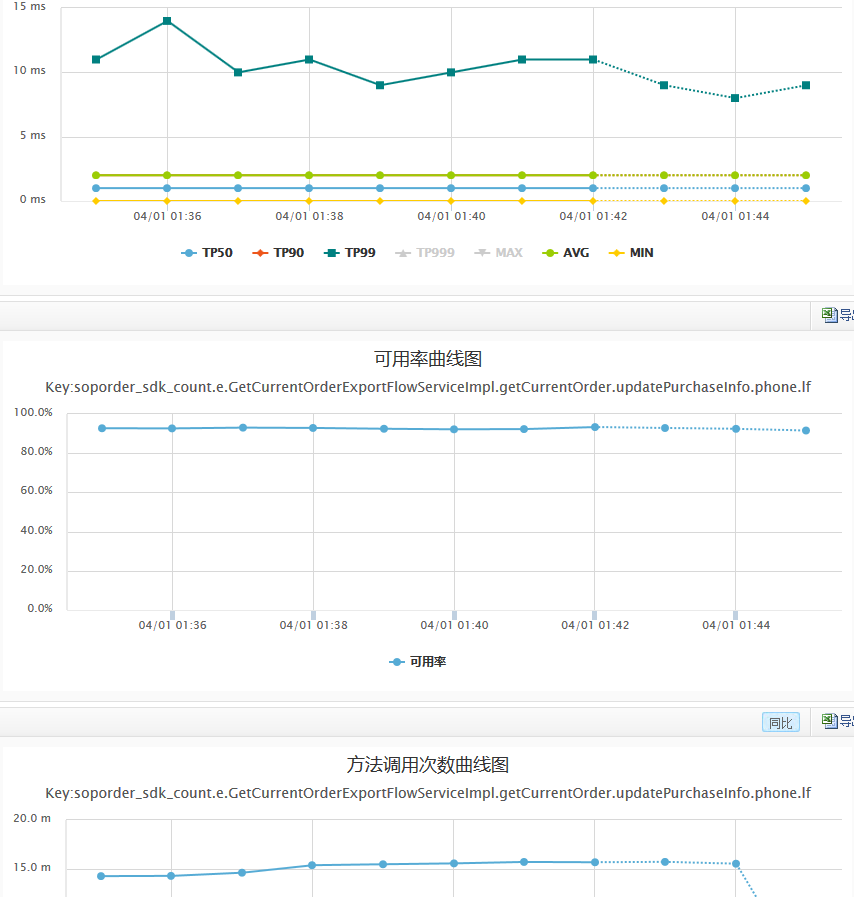 15 ms
10 ms
5 ms
0 ms
04/01 01:36 04/01 01:38 04/01 01:40 04/01 01:42 04/01 01:44
TP50 TP90 TP99 TP999 MAX AVG MIN
导出
可用率曲线图
Key:soporder_sdk_count.e.GetCurrentOrderExportFlowServiceImpl.getCurrentOrder.updatePurchaseInfo.phone.lf
100.0%
80.0%
60.0%
40.0%
20.0%
0.0%
04/01 01:36 04/01 01:38 04/01 01:40 04/01 01:42 04/01 01:44
可用率
同比 导出
方法调用次数曲线图
Key:soporder_sdk_count.e.GetCurrentOrderExportFlowServiceImpl.getCurrentOrder.updatePurchaseInfo.phone.lf
20.0 m
15.0 m